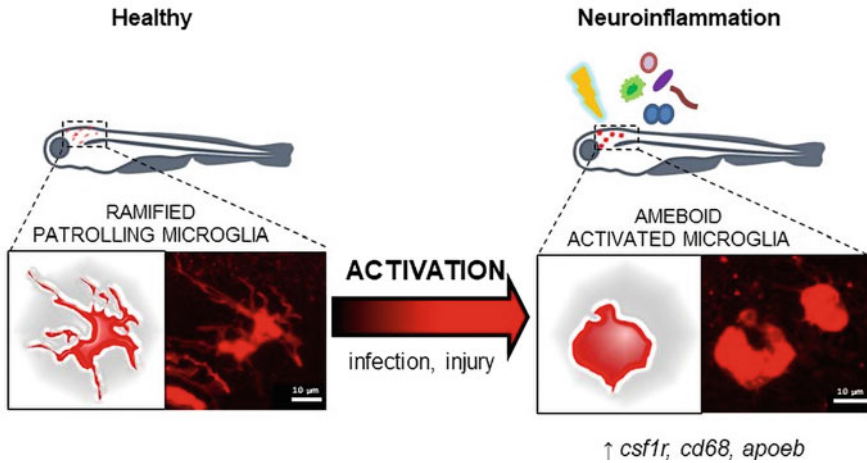 Healthy
Neuroinflammation
RAMIFIED
PATROLLING MICROGLIA
AMEBOID
ACTIVATED MICROGLIA
ACTIVATION
infection, injury
10 µm
10 µm
↑ csf1r, cd68, apoeb